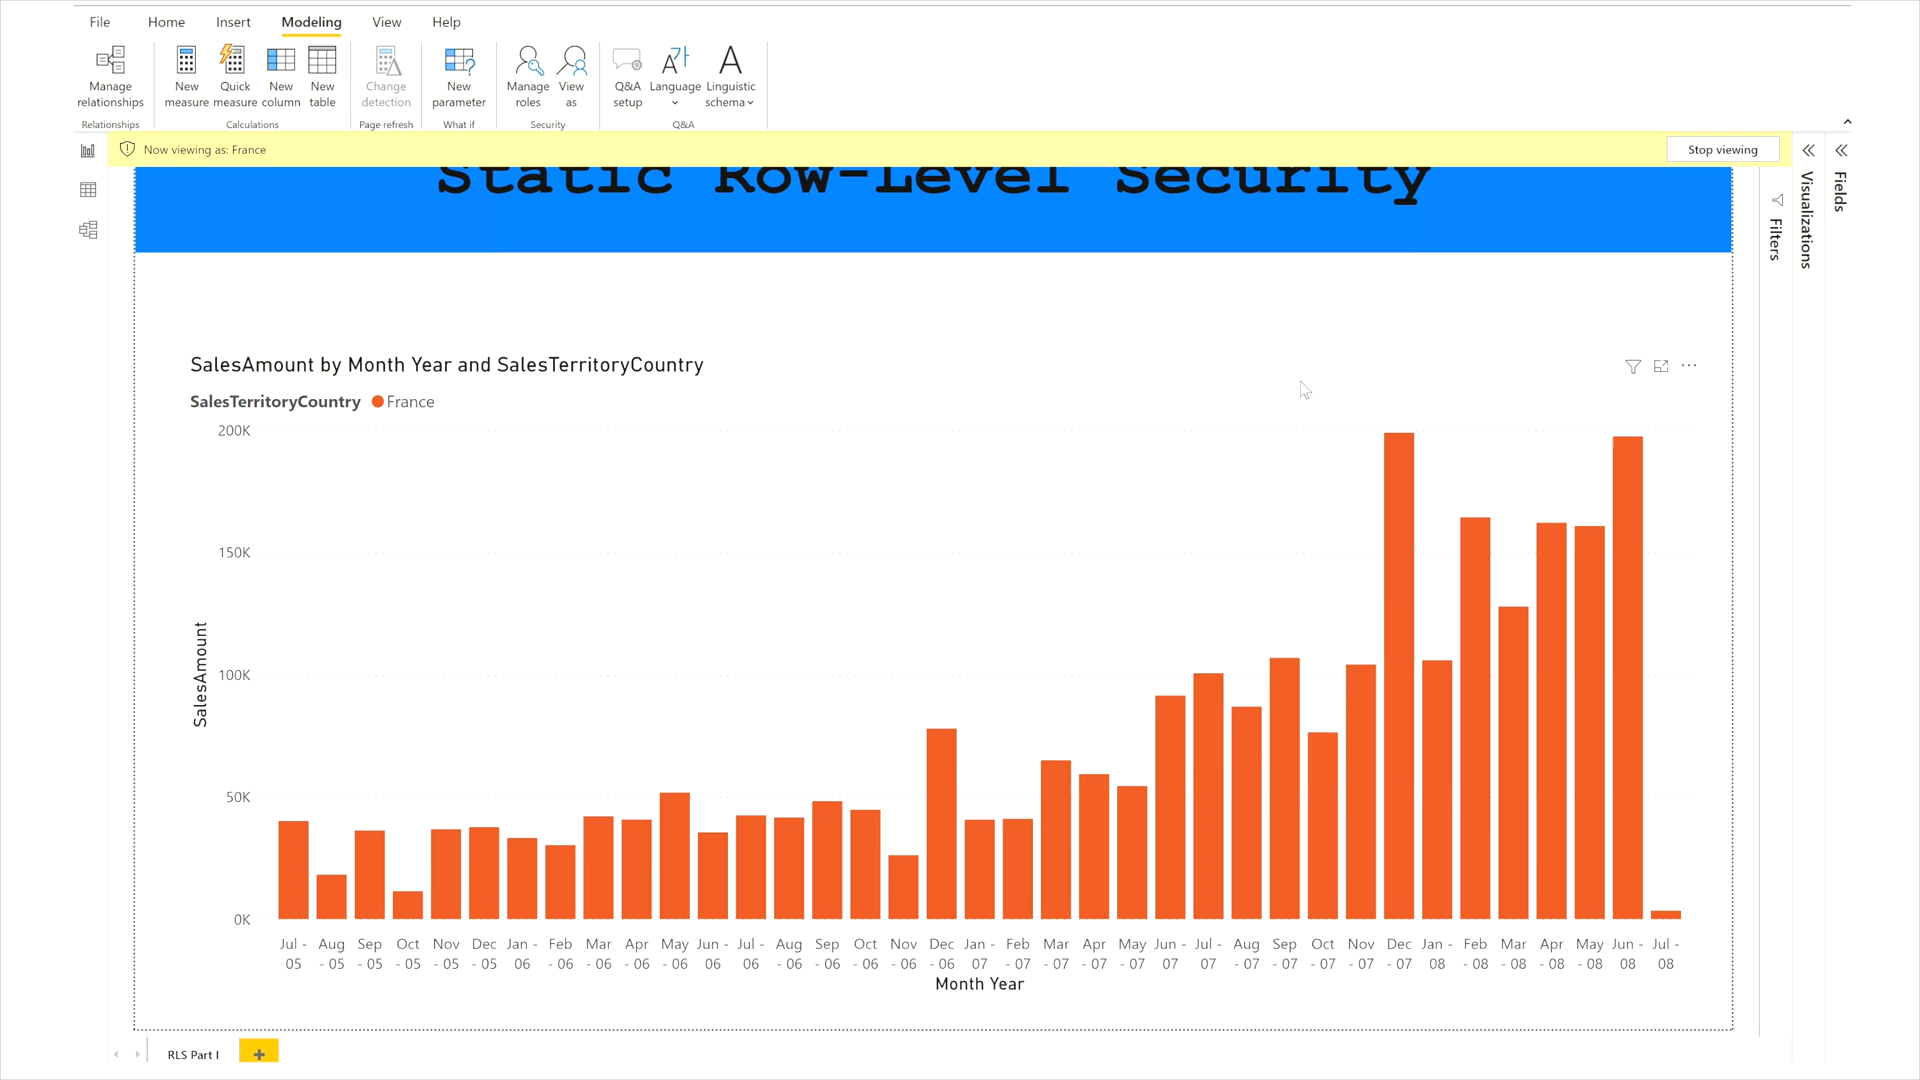 File Home Insert Modeling View Help
Manage relationships
New measure
Quick measure
New column
New table
Change detection
New parameter
Manage roles
View as
Q&A setup
Language
Linguistic schema
Relationships Calculations Page refresh What if Security Q&A
Now viewing as: France
Stop viewing
Static Row-Level Security
Filters
Visualizations
Fields
SalesAmount by Month Year and SalesTerritoryCountry
SalesTerritoryCountry France
200K
150K
100K
50K
0K
SalesAmount
Jul - Aug Sep Oct Nov Dec Jan - Feb Mar Apr May Jun - Jul - Aug Sep Oct Nov Dec Jan - Feb Mar Apr May Jun - Jul - Aug Sep Oct Nov Dec Jan - Feb Mar Apr May Jun - Jul -
05 - 05 - 05 - 05 - 05 - 05 06 - 06 - 06 - 06 - 06 06 06 - 06 - 06 - 06 - 06 - 06 07 - 07 - 07 - 07 - 07 07 07 - 07 - 07 - 07 - 07 - 07 08 - 08 - 08 - 08 - 08 08 08
Month Year
RLS Part I